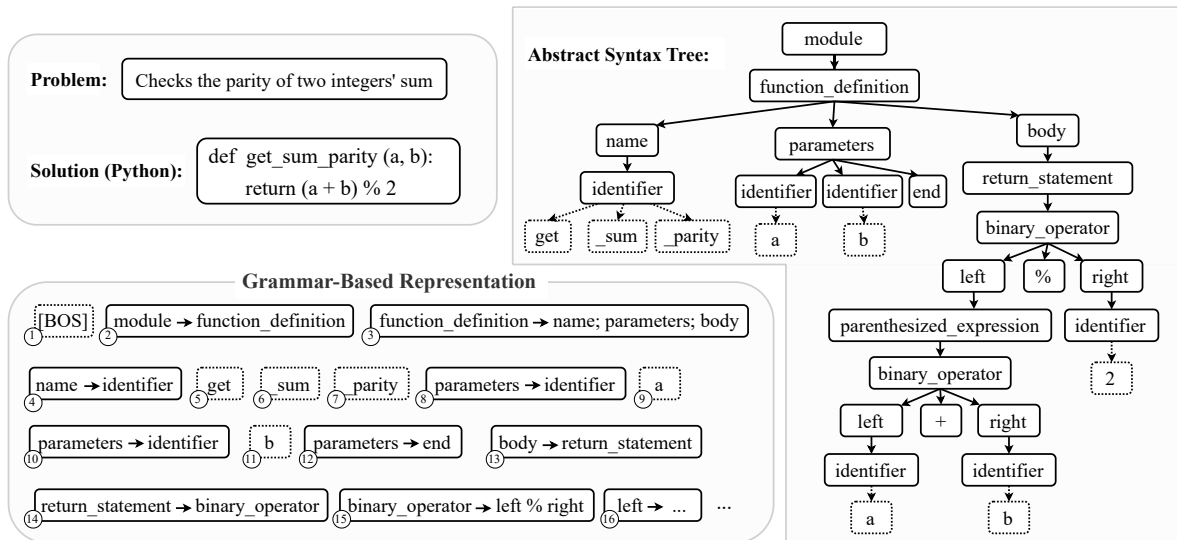 Problem: Checks the parity of two integers' sum
Solution (Python): def get_sum_parity (a, b):
return (a + b) % 2
Abstract Syntax Tree:
module
function_definition
name parameters body
identifier identifier identifier end return_statement
get _sum _parity a b binary_operator
left % right
parenthesized_expression identifier
binary_operator 2
left + right
identifier identifier
a b
Grammar-Based Representation
1 [BOS] 2 module → function_definition 3 function_definition → name; parameters; body
4 name → identifier 5 get 6 _sum 7 _parity 8 parameters → identifier 9 a
10 parameters → identifier 11 b 12 parameters → end 13 body → return_statement
14 return_statement → binary_operator 15 binary_operator → left % right 16 left → ... ...